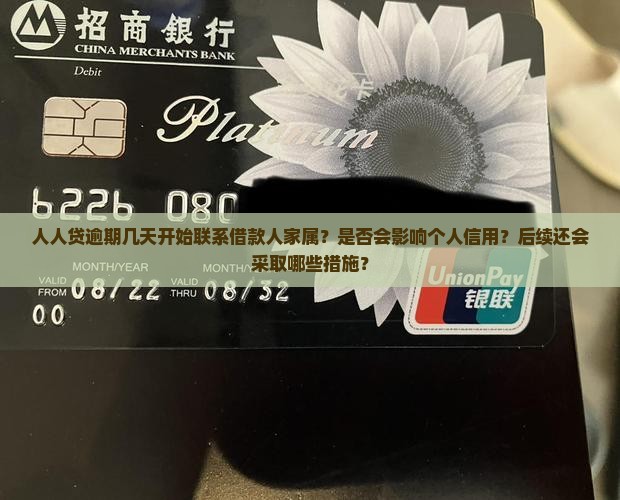 招商銀行
CHINA MERCHANTS BANK
Debit
Platinum
6226 080
人人贷逾期几天开始联系借款人家属？是否会影响个人信用？后续还会
采取哪些措施？
MONTH/YEAR MONTH/YEAR
VALID FROM 08/22 VALID THRU 08/32
00
UnionPay
银联